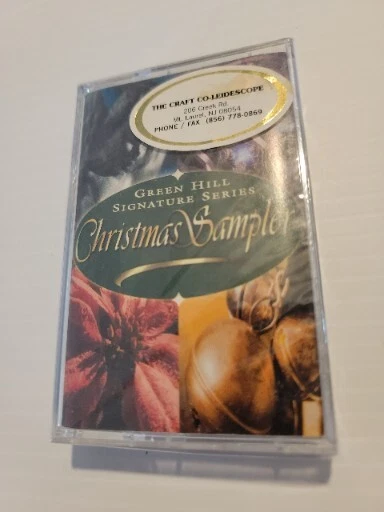 THE CRAFT CO-LEIDESCOPE
206 Creek Rd.
Mt. Laurel, NJ 08054
PHONE / FAX (856) 778-0869
GREEN HILL
SIGNATURE SERIES
Christmas Sampler